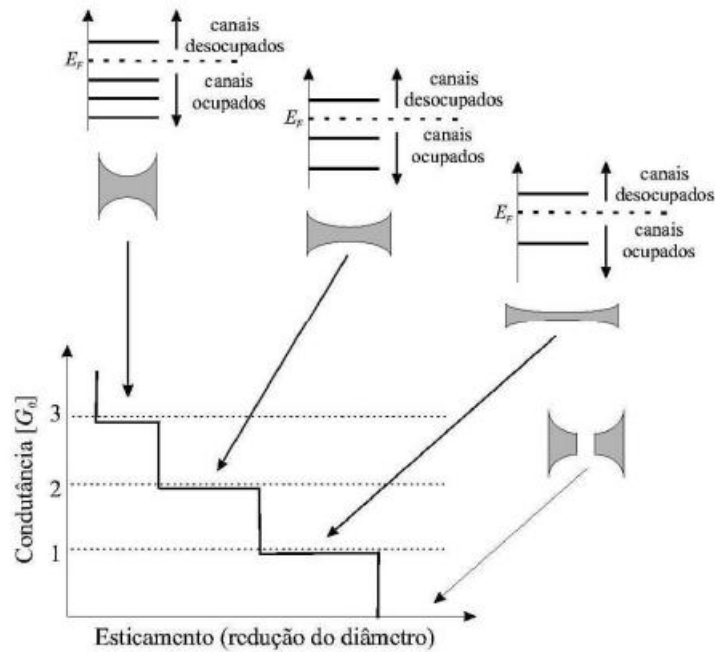 canais
desocupados
E_F
canais
ocupados
canais
desocupados
E_F
canais
ocupados
canais
desocupados
E_F
canais
ocupados
Condutância [G_0]
3
2
1
Esticamento (redução do diâmetro)